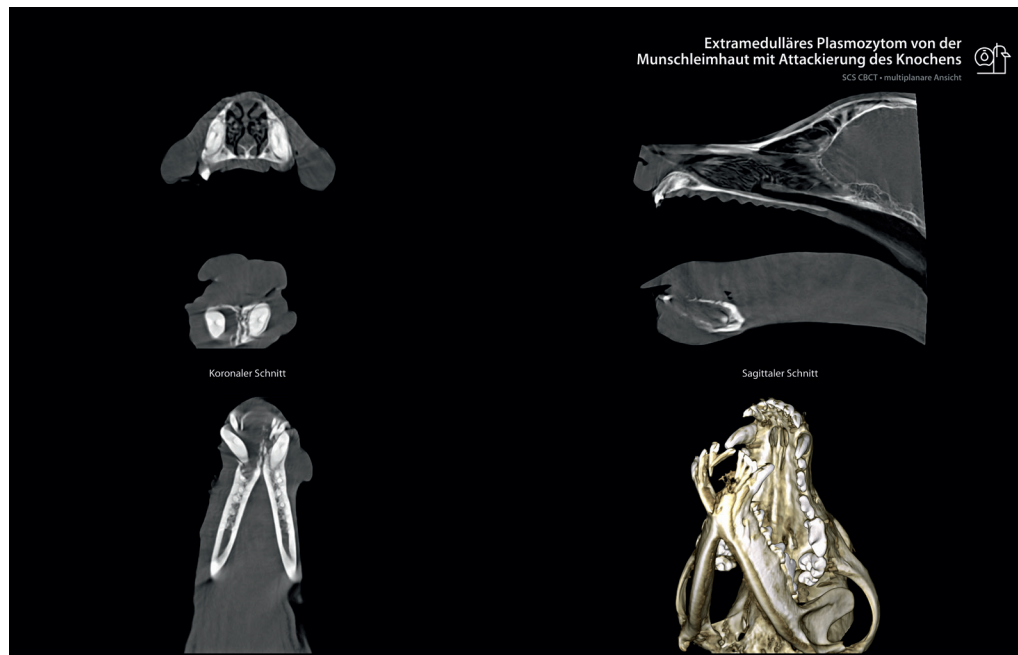 Extramedulläres Plasmozytom von der
Munschleimhaut mit Attackierung des Knochens
SCS CBCT • multiplanare Ansicht
Koronaler Schnitt
Sagittaler Schnitt